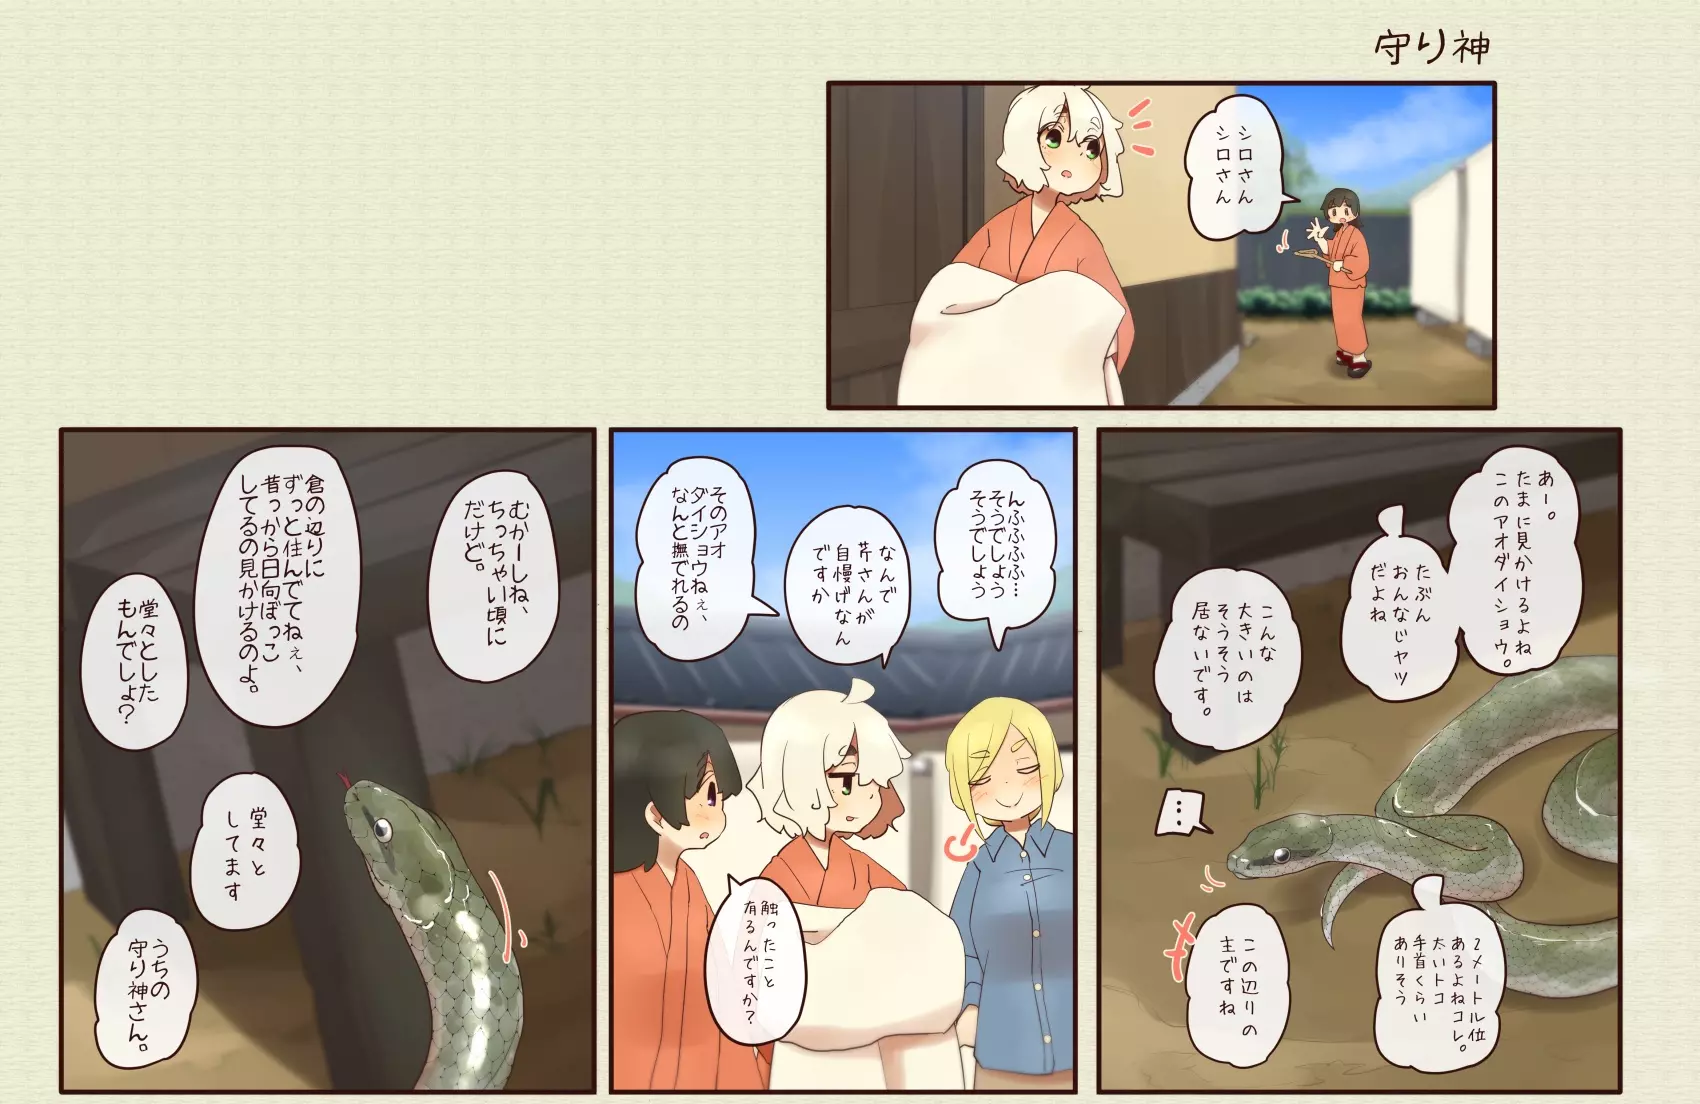 守り神
シロさん
シロさん
あー。
たまに見かけるよね
このアオダイショウ。
たぶん
おんなじヤツ
だよね
こんな
大きいのは
そうそう
居ないです。
…
2メートル位
あるよねコレ。
太いトコ
手首くらい
ありそう
この辺りの
主ですね
んふふふふふ…
そうでしよう
そうでしよう
なんで
芹さんが
自慢げなん
ですか
そのアオ
ダイショウねぇ、
なんと撫でれるの
触ったこと
有るんですか?
むかーしね、
ちっちゃい頃に
だけど。
倉の辺りに
ずっと住んでてねぇ、
昔っから日向ぼっこ
してるの見かけるのよ。
堂々とした
もんでしょ?
堂々と
してます
うちの
守り神さん。